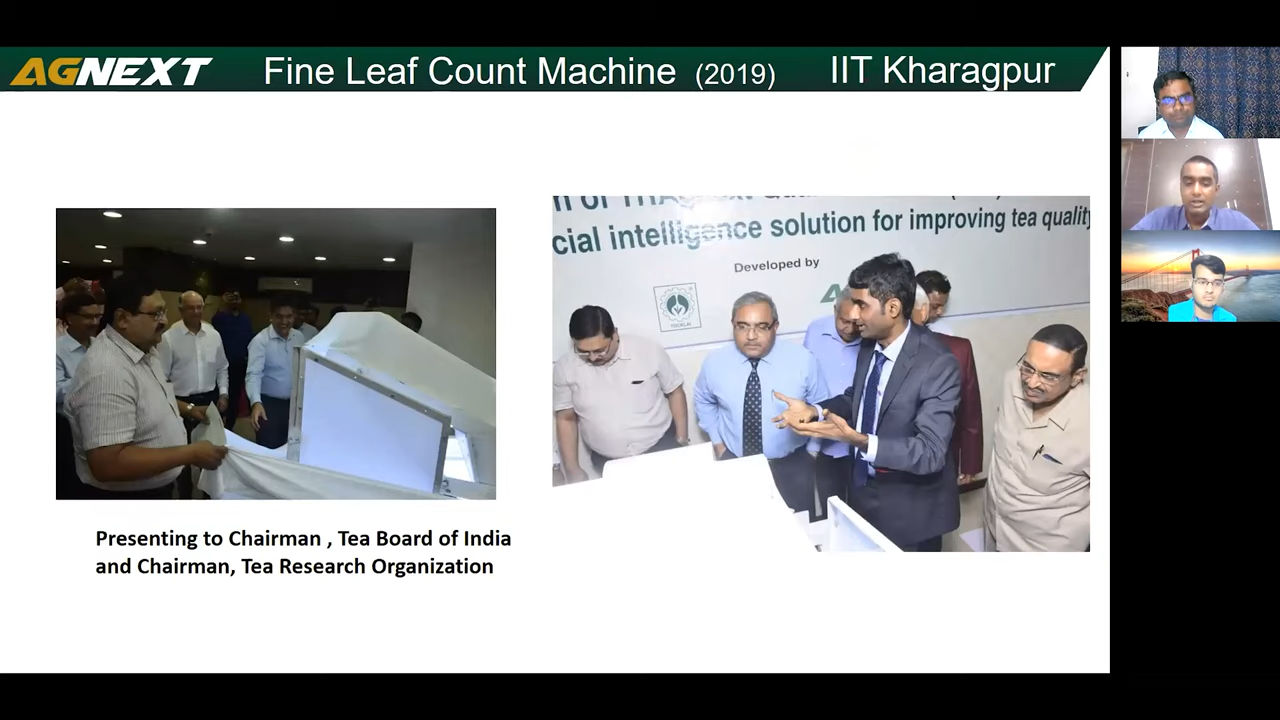 AGNEXT
Fine Leaf Count Machine (2019)
IIT Kharagpur
intelligence solution for improving tea quality
Developed by
TOCKLAI
Presenting to Chairman , Tea Board of India
and Chairman, Tea Research Organization